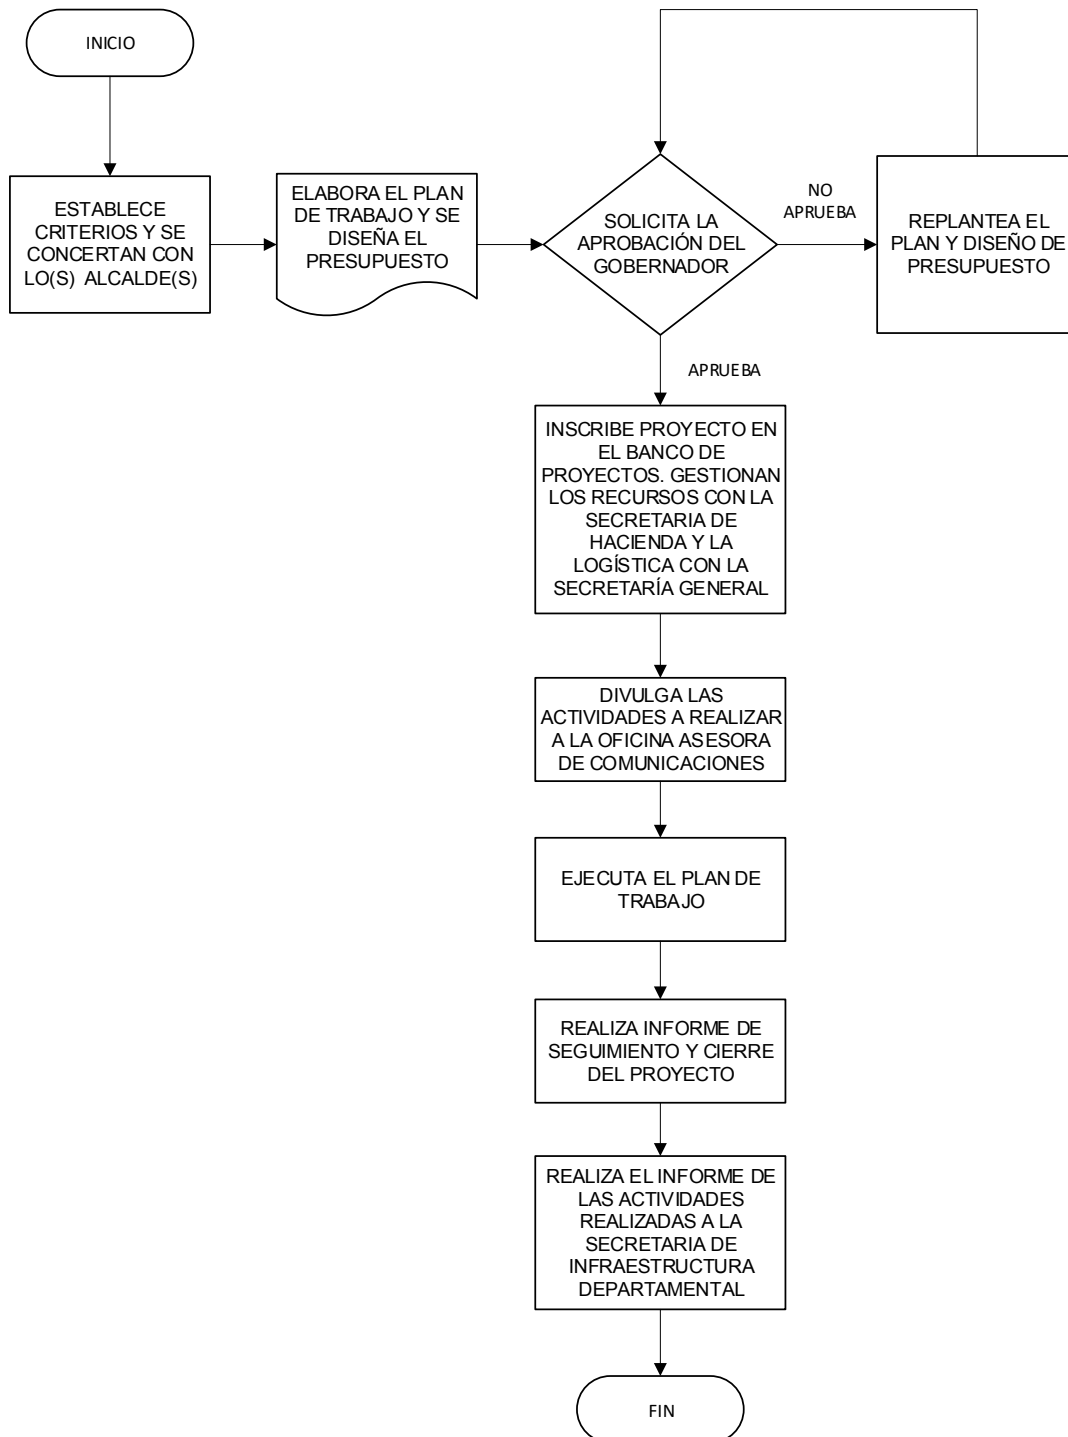 INICIO
ESTABLECE
CRITERIOS Y SE
CONCERTAN CON
LO(S) ALCALDE(S)
ELABORA EL PLAN
DE TRABAJO Y SE
DISEÑA EL
PRESUPUESTO
SOLICITA LA
APROBACIÓN DEL
GOBERNADOR
NO
APRUEBA
REPLANTEA EL
PLAN Y DISEÑO DE
PRESUPUESTO
APRUEBA
INSCRIBE PROYECTO EN
EL BANCO DE
PROYECTOS. GESTIONAN
LOS RECURSOS CON LA
SECRETARIA DE
HACIENDA Y LA
LOGÍSTICA CON LA
SECRETARÍA GENERAL
DIVULGA LAS
ACTIVIDADES A REALIZAR
A LA OFICINA ASESORA
DE COMUNICACIONES
EJECUTA EL PLAN DE
TRABAJO
REALIZA INFORME DE
SEGUIMIENTO Y CIERRE
DEL PROYECTO
REALIZA EL INFORME DE
LAS ACTIVIDADES
REALIZADAS A LA
SECRETARIA DE
INFRAESTRUCTURA
DEPARTAMENTAL
FIN